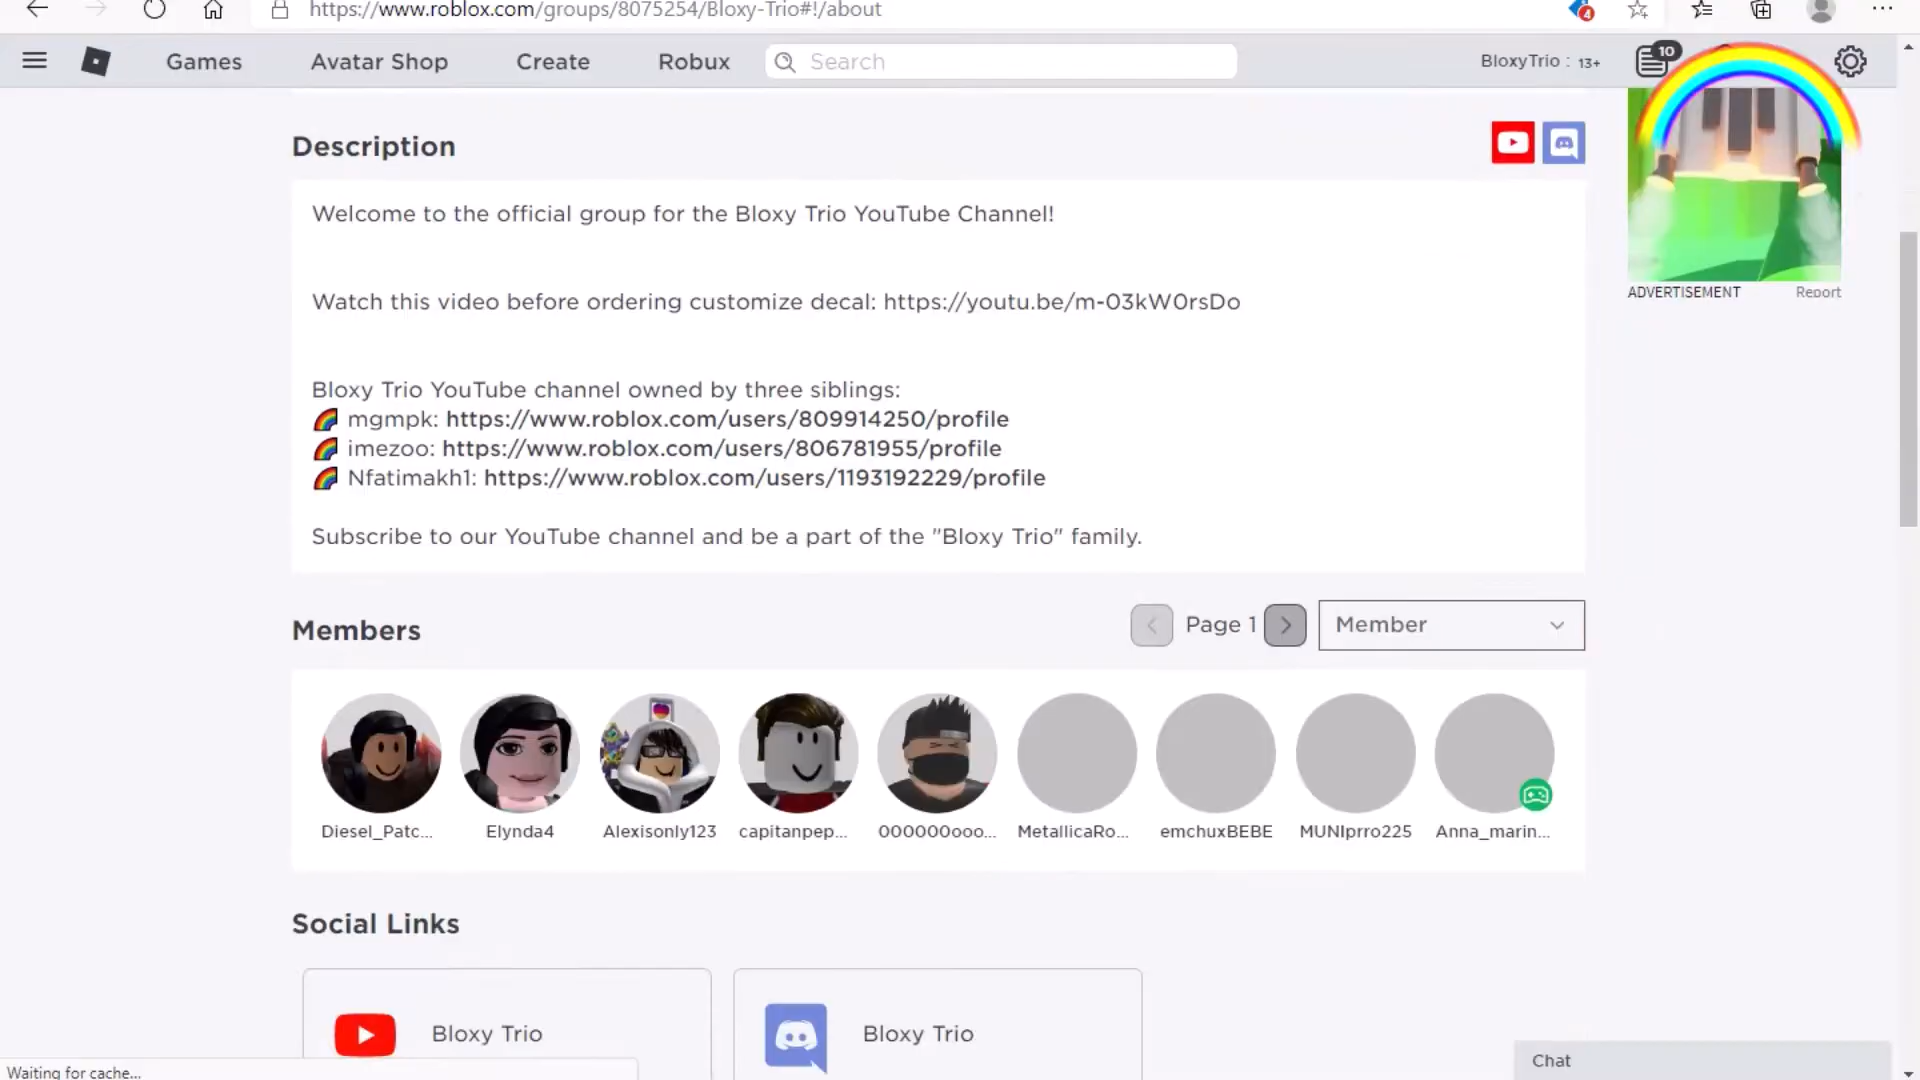 https://www.roblox.com/groups/8075254/Bloxy-Trio#!/about
4
Games
Avatar Shop
Create
Robux
Search
BloxyTrio : 13+
10
Description
Welcome to the official group for the Bloxy Trio YouTube Channel!
Watch this video before ordering customize decal: https://youtu.be/m-03kW0rsDo
ADVERTISEMENT
Report
Bloxy Trio YouTube channel owned by three siblings:
🌈 mgmpk: https://www.roblox.com/users/809914250/profile
🌈 imezoo: https://www.roblox.com/users/806781955/profile
🌈 Nfatimakh1: https://www.roblox.com/users/1193192229/profile
Subscribe to our YouTube channel and be a part of the "Bloxy Trio" family.
Members
Page 1
Member
Diesel_Patc...
Elynda4
Alexisonly123
capitanpep...
000000ooo...
MetallicaRo...
emchuxBEBE
MUNIprro225
Anna_marin...
Social Links
Bloxy Trio
Bloxy Trio
Chat
Waiting for cache...